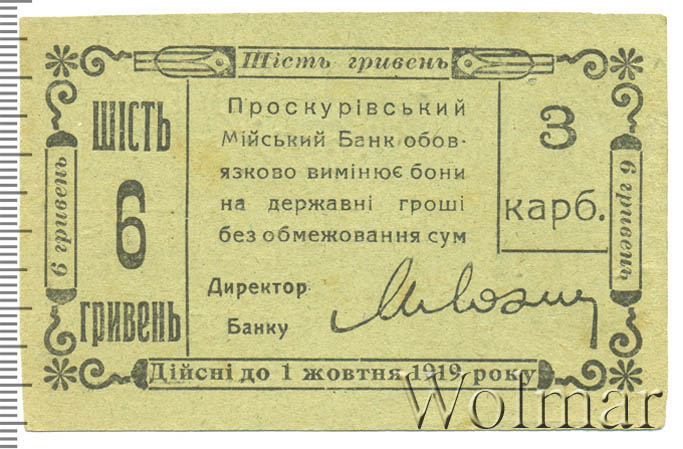 Шість гривень
ШІСТЬ
6
гривень
6 гривень
Проскурівський
Мійський Банк обов-
язково вимінює бони
на державні гроші
без обмежовання сум
Директор
Банку
3
карб.
6 гривень
Дійсні до 1 жовтня 1919 року
Wolmar